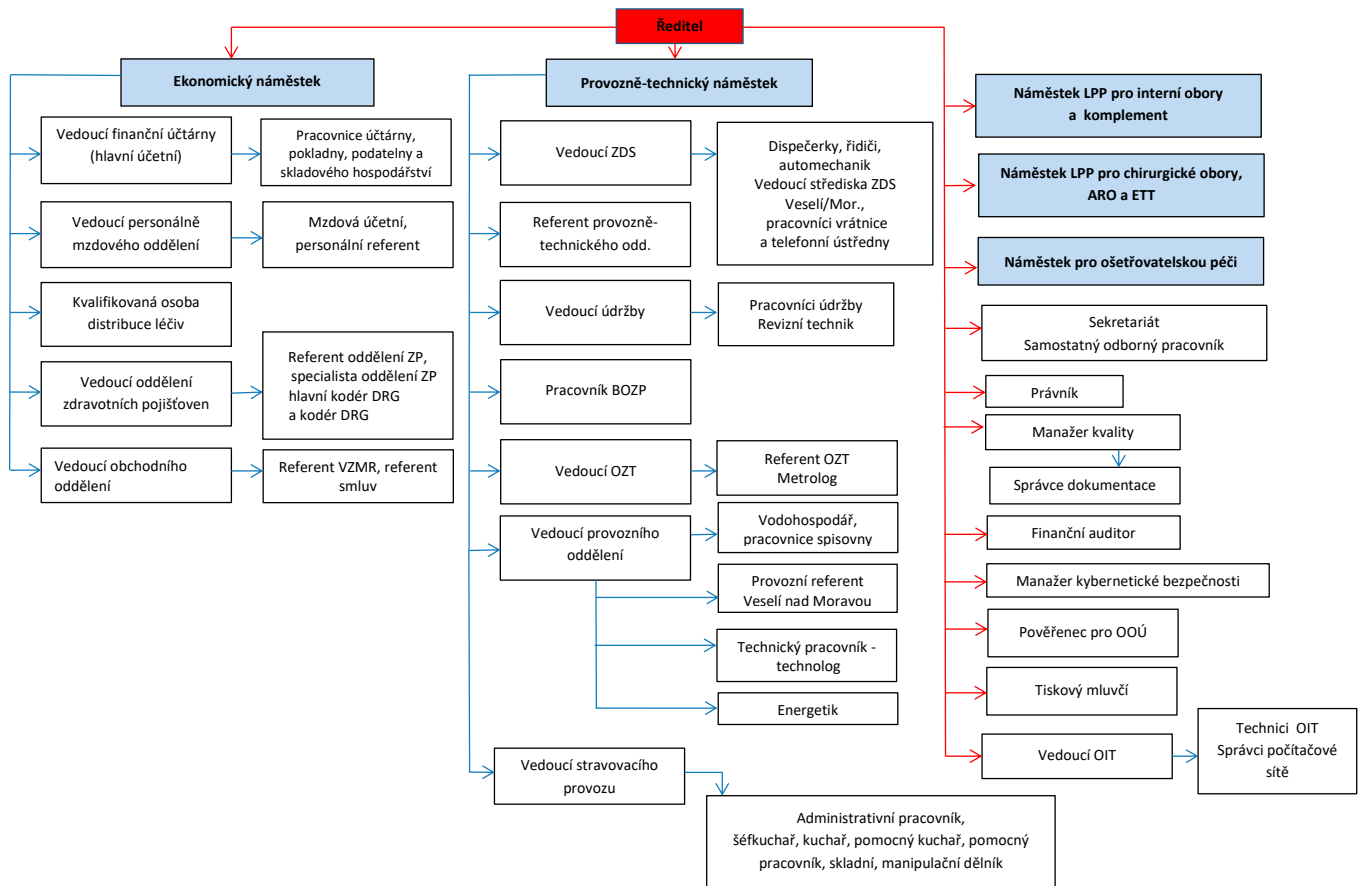 Ředitel
Ekonomický náměstek
Vedoucí finanční účtárny
(hlavní účetní)
Pracovnice účtárny,
pokladny, podatelny a
skladového hospodářství
Vedoucí personálně
mzdového oddělení
Mzdová účetní,
personální referent
Kvalifikovaná osoba
distribuce léčiv
Vedoucí oddělení
zdravotních pojišťoven
Referent oddělení ZP,
specialista oddělení ZP
hlavní kodér DRG
a kodér DRG
Vedoucí obchodního
oddělení
Referent VZMR, referent
smluv
Provozně-technický náměstek
Vedoucí ZDS
Dispečerky, řidiči,
automechanik
Vedoucí střediska ZDS
Veselí/Mor.,
pracovníci vrátnice
a telefonní ústředny
Referent provozně-
technického odd.
Vedoucí údržby
Pracovníci údržby
Revizní technik
Pracovník BOZP
Vedoucí OZT
Referent OZT
Metrolog
Vedoucí provozního
oddělení
Vodohospodář,
pracovnice spisovny
Provozní referent
Veselí nad Moravou
Technický pracovník -
technolog
Energetik
Vedoucí stravovacího
provozu
Administrativní pracovník,
šéfkuchař, kuchař, pomocný kuchař, pomocný
pracovník, skladní, manipulační dělník
Náměstek LPP pro interní obory
a komplement
Náměstek LPP pro chirurgické obory,
ARO a ETT
Náměstek pro ošetřovatelskou péči
Sekretariát
Samostatný odborný pracovník
Právník
Manažer kvality
Správce dokumentace
Finanční auditor
Manažer kybernetické bezpečnosti
Pověřenec pro OOÚ
Tiskový mluvčí
Vedoucí OIT
Technici OIT
Správci počítačové
sítě